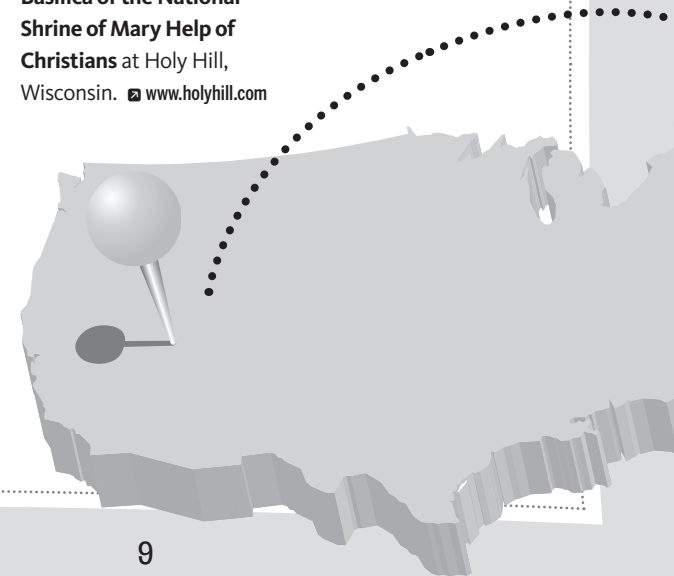 Basilica of the National
Shrine of Mary Help of
Christians at Holy Hill,
Wisconsin. www.holyhill.com
9